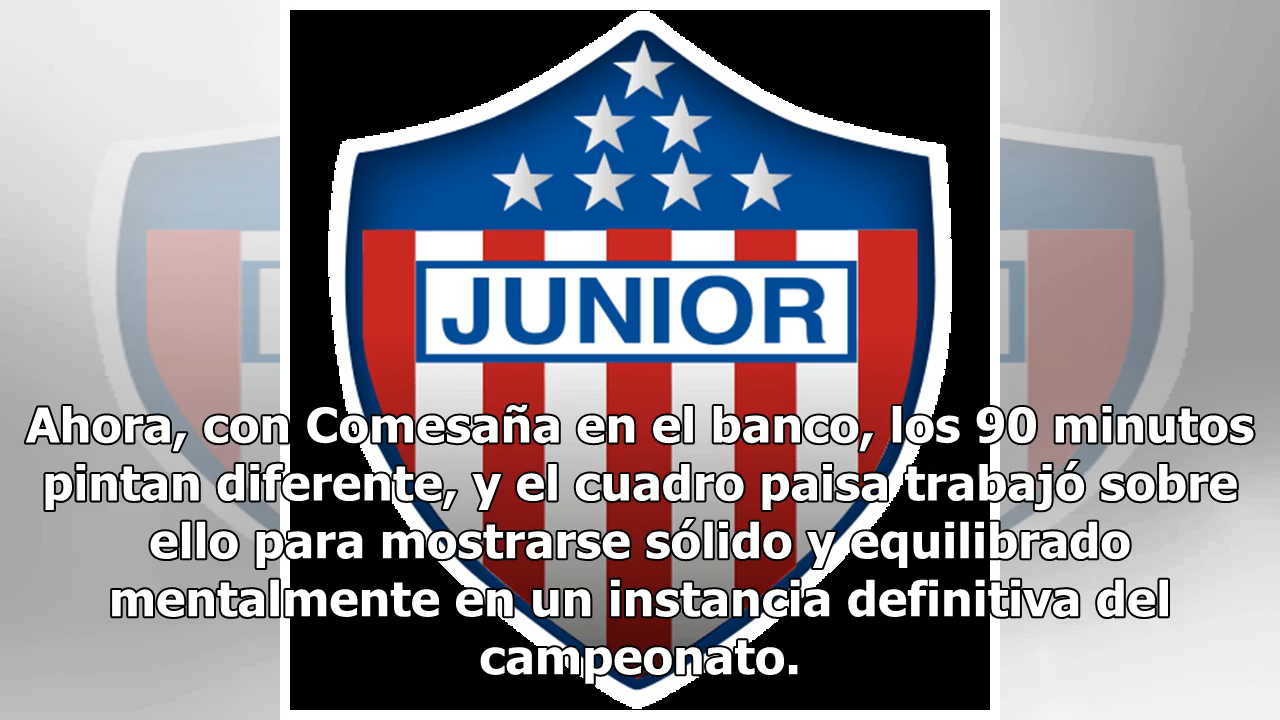 JUNIOR
Ahora, con Comesaña en el banco, los 90 minutos
pintan diferente, y el cuadro paisa trabajó sobre
ello para mostrarse sólido y equilibrado
mentalmente en un instancia definitiva del
campeonato.